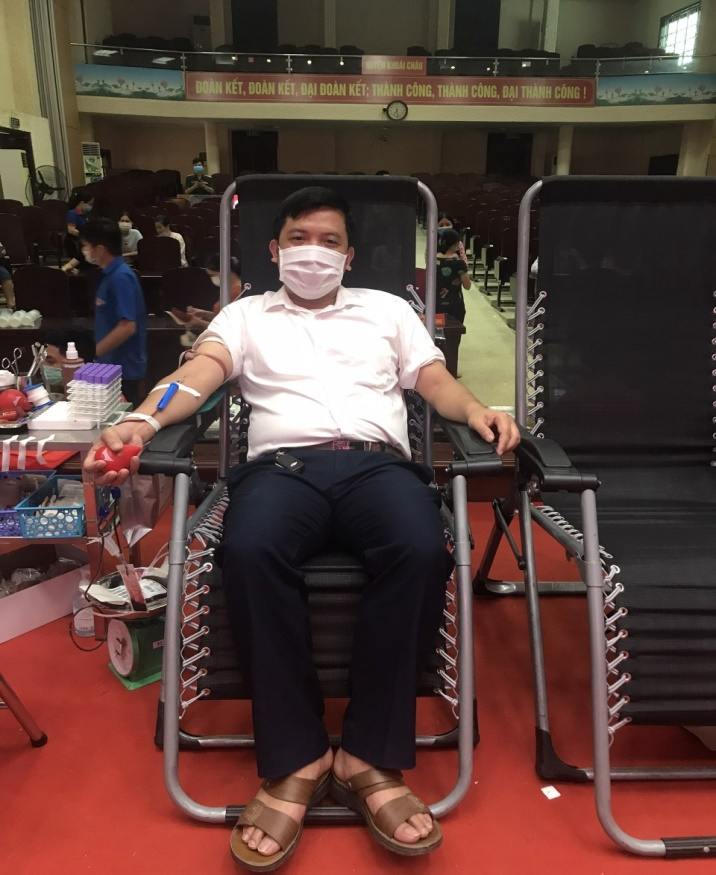 HUYỆN KHOÁI CHÂU
ĐOÀN KẾT, ĐOÀN KẾT, ĐẠI ĐOÀN KẾT; THÀNH CÔNG, THÀNH CÔNG, ĐẠI THÀNH CÔNG !